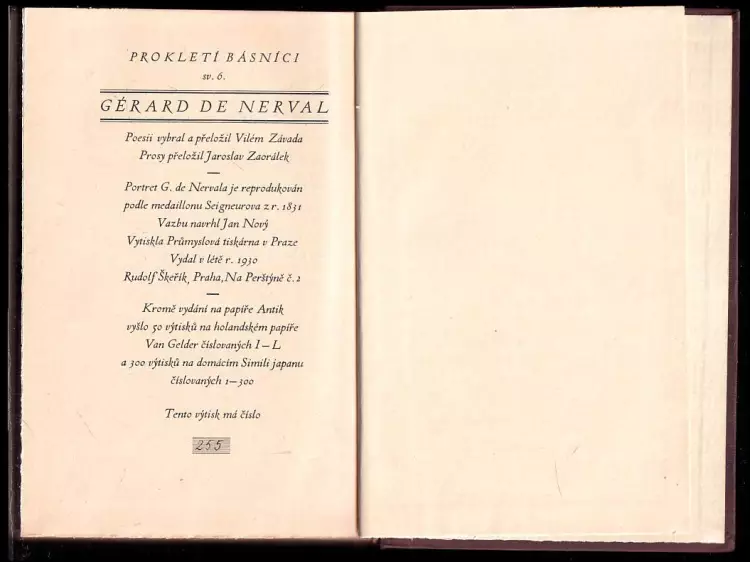 PROKLETÍ BÁSNÍCI
sv. 6.
GÉRARD DE NERVAL
Poesii vybral a přeložil Vilém Závada
Prosy přeložil Jaroslav Zaorálek
—
Portret G. de Nervala je reprodukován
podle medaillonu Seigneurova z r. 1831
Vazbu navrhl Jan Nový
Vytiskla Průmyslová tiskárna v Praze
Vydal v létě r. 1930
Rudolf Škeřík, Praha, Na Perštýně č. 2
—
Kromě vydání na papíře Antik
vyšlo 50 výtisků na holandském papíře
Van Gelder číslovaných I—L
a 300 výtisků na domácím Simili japanu
číslovaných 1—300
Tento výtisk má číslo
255